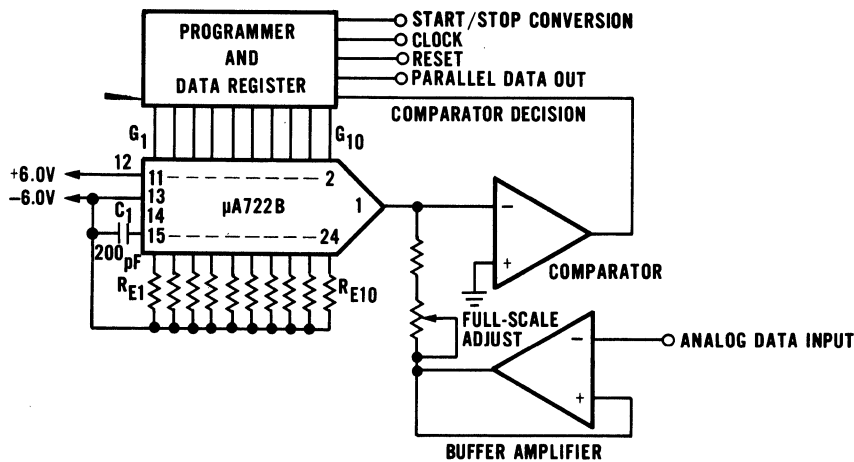 PROGRAMMER
AND
DATA REGISTER
START/STOP CONVERSION
CLOCK
RESET
PARALLEL DATA OUT
COMPARATOR DECISION
G1
G10
+6.0V
-6.0V
12
11
2
13
14
15
24
μA722B
1
C1
200 pF
RE1
RE10
-
+
COMPARATOR
FULL-SCALE
ADJUST
-
+
ANALOG DATA INPUT
BUFFER AMPLIFIER